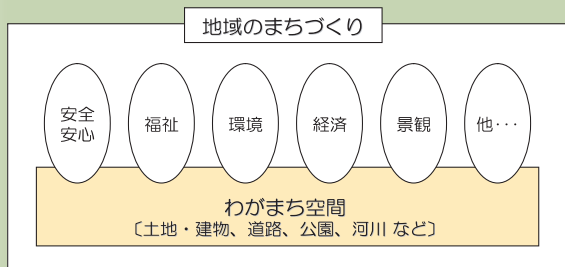 地域のまちづくり
安全
安心
福祉
環境
経済
景観
他･･･
わがまち空間
〔土地・建物、道路、公園、河川 など〕